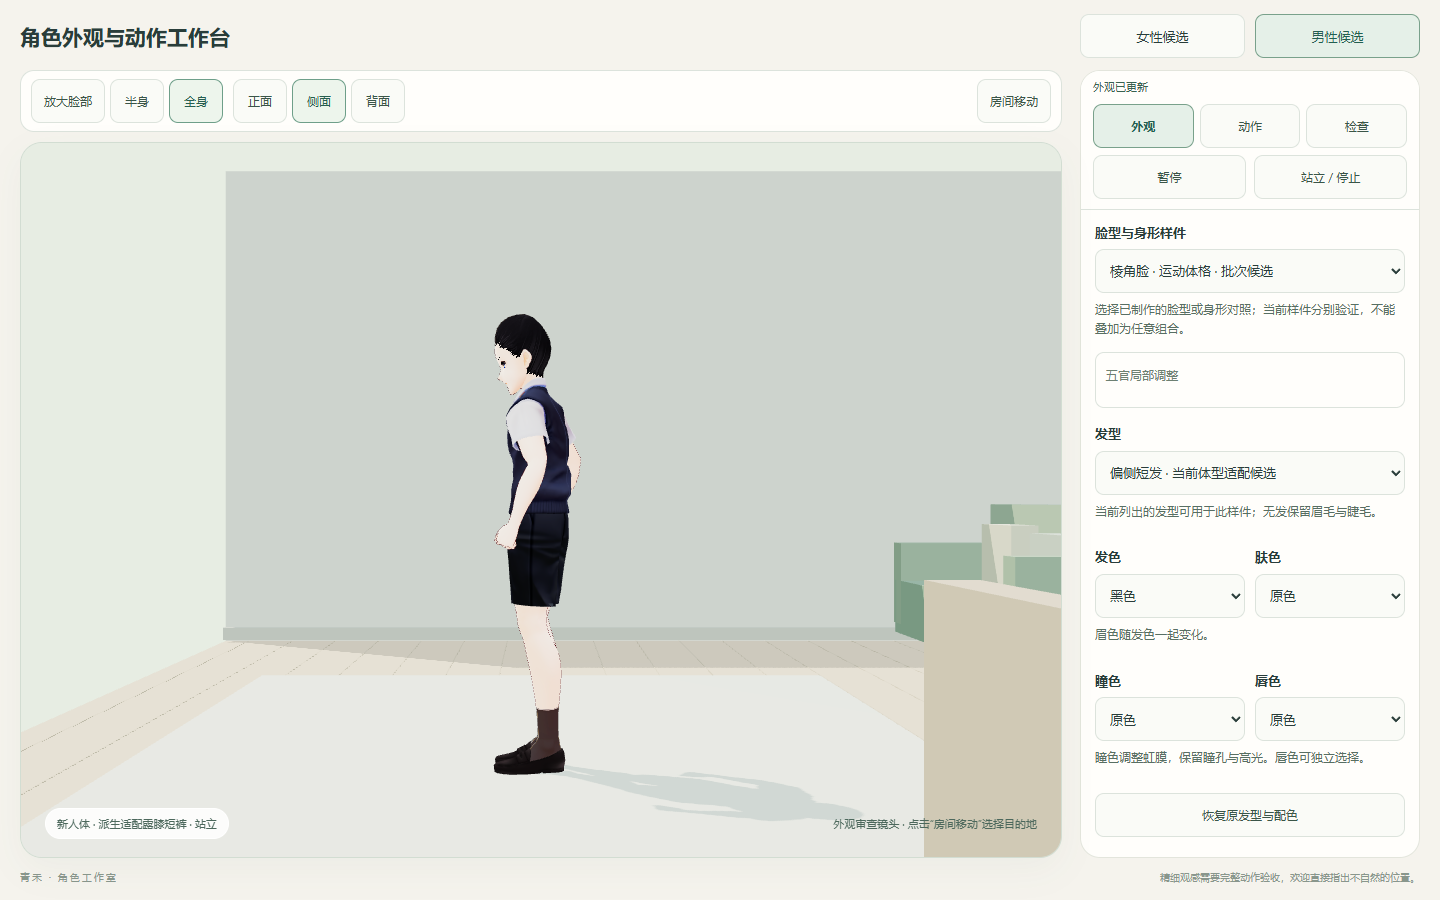 角色外观与动作工作台
女性候选
男性候选
放大脸部
半身
全身
正面
侧面
背面
房间移动
外观已更新
外观
动作
检查
暂停
站立 / 停止
脸型与身形样件
棱角脸 · 运动体格 · 批次候选
选择已制作的脸型或身形对照；当前样件分别验证，不能
叠加为任意组合。
五官局部调整
发型
偏侧短发 · 当前体型适配候选
当前列出的发型可用于此样件；无发保留眉毛与睫毛。
发色
肤色
黑色
原色
眉色随发色一起变化。
瞳色
唇色
原色
原色
瞳色调整虹膜，保留瞳孔与高光。唇色可独立选择。
恢复原发型与配色
新人体 · 派生适配露膝短裤 · 站立
外观审查镜头 · 点击“房间移动”选择目的地
青禾 · 角色工作室
精细观感需要完整动作验收，欢迎直接指出不自然的位置。